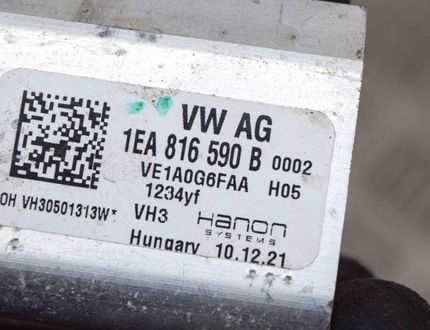 VW AG
1EA 816 590 B 0002
VE1A0G6FAA H05
1234yf
OH VH30501313W* VH3 Hanon
SYSTEMS
Hungary 10.12.21